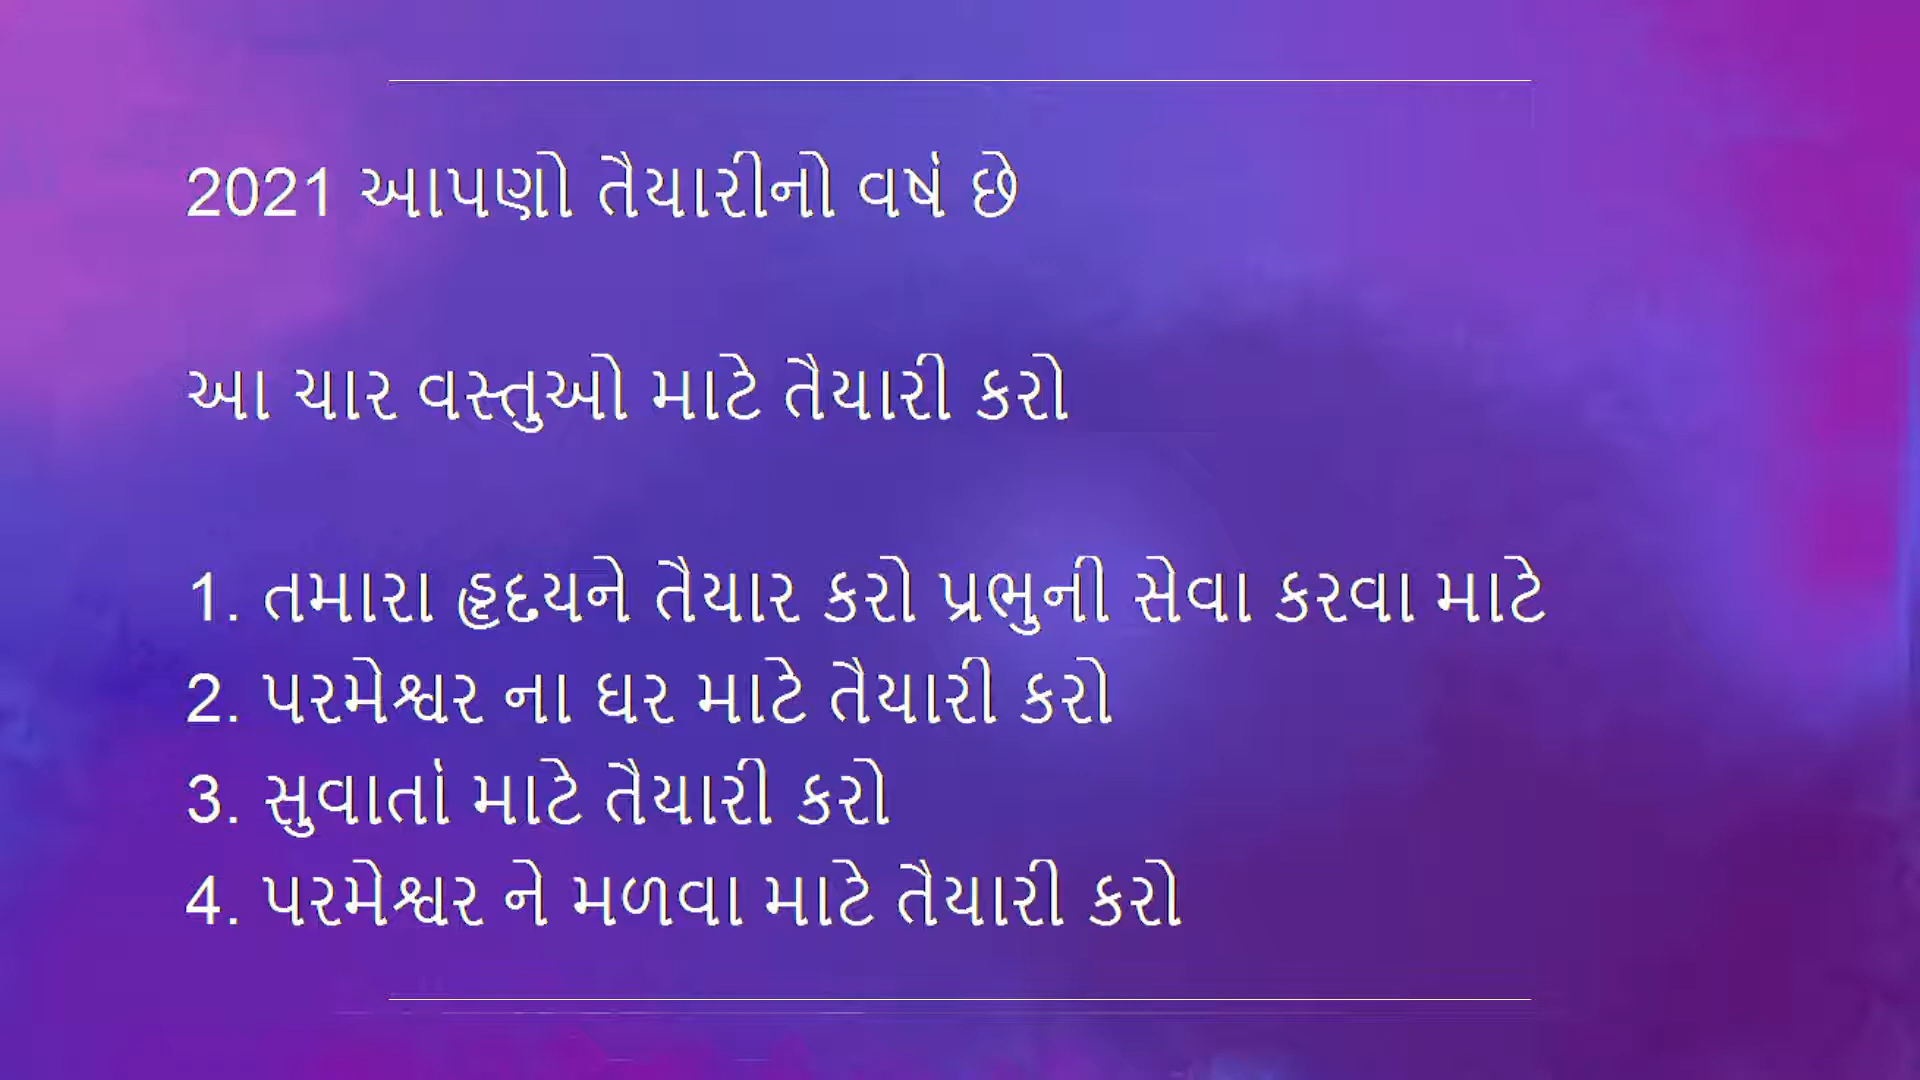 2021 આપણો તૈયારીનો વર્ષ છે
આ ચાર વસ્તુઓ માટે તૈયારી કરો
1. તમારા હૃદયને તૈયાર કરો પ્રભુની સેવા કરવા માટે
2. પરમેશ્વર ના ઘર માટે તૈયારી કરો
3. સુવાર્તા માટે તૈયારી કરો
4. પરમેશ્વર ને મળવા માટે તૈયારી કરો